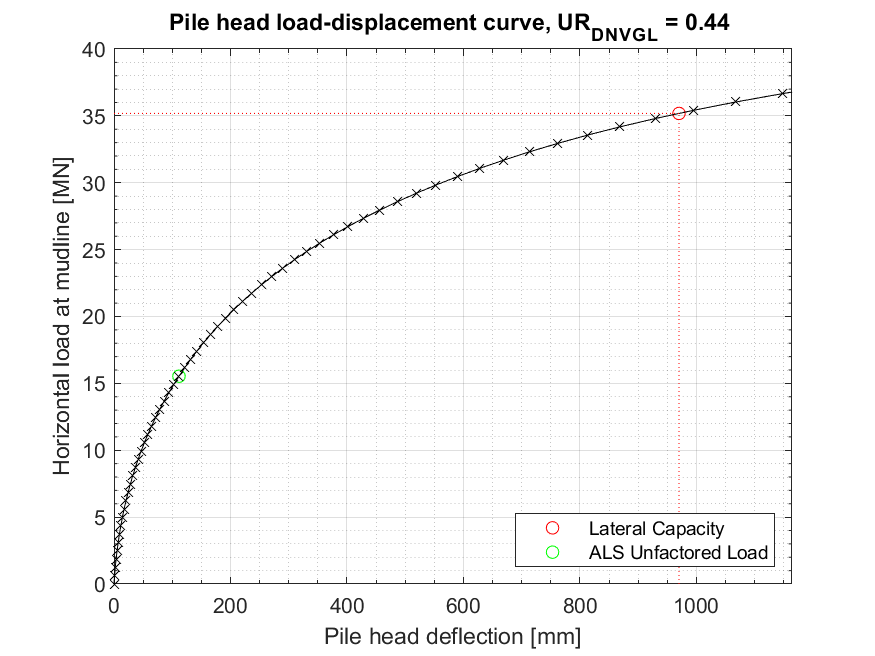 Pile head load-displacement curve, UR_DNVGL = 0.44
40
35
30
25
20
15
10
5
0
Horizontal load at mudline [MN]
Lateral Capacity
ALS Unfactored Load
0 200 400 600 800 1000
Pile head deflection [mm]